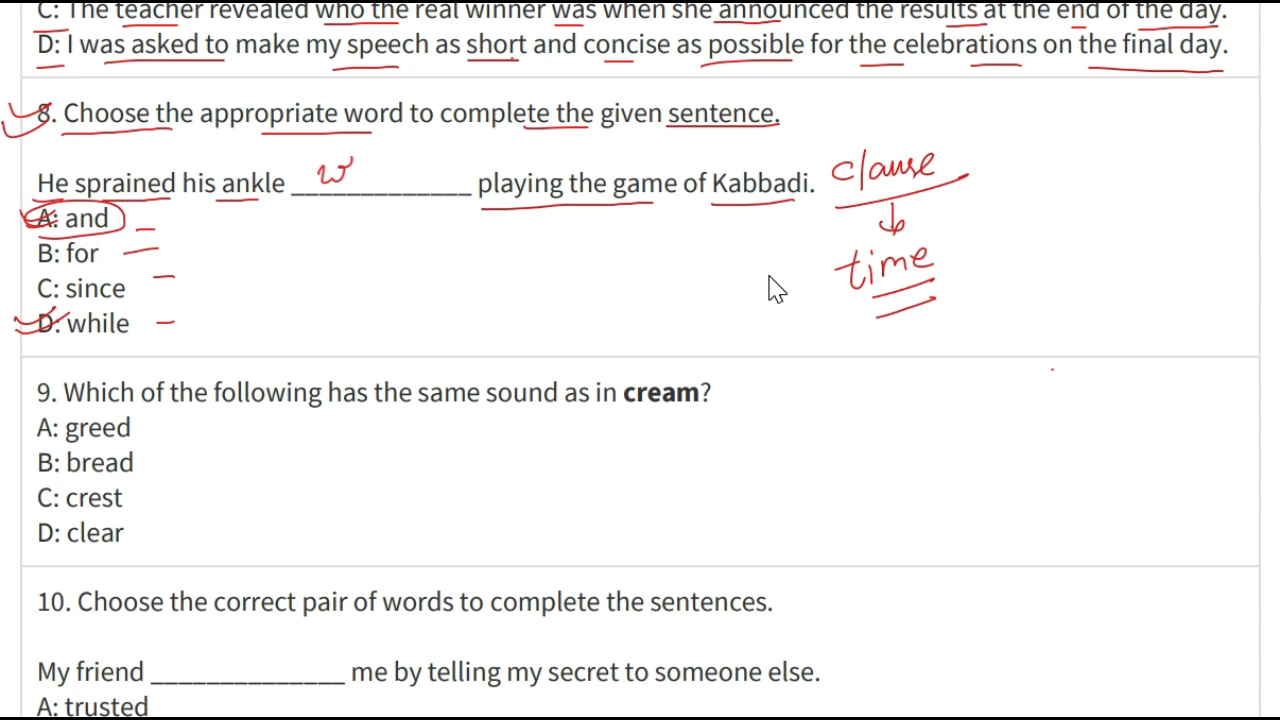 C: The teacher revealed who the real winner was when she announced the results at the end of the day.
D: I was asked to make my speech as short and concise as possible for the celebrations on the final day.
8. Choose the appropriate word to complete the given sentence.
He sprained his ankle _____________ playing the game of Kabbadi.
w
clause
A: and
B: for
time
C: since
D: while
9. Which of the following has the same sound as in cream?
A: greed
B: bread
C: crest
D: clear
10. Choose the correct pair of words to complete the sentences.
My friend ______________ me by telling my secret to someone else.
A: trusted